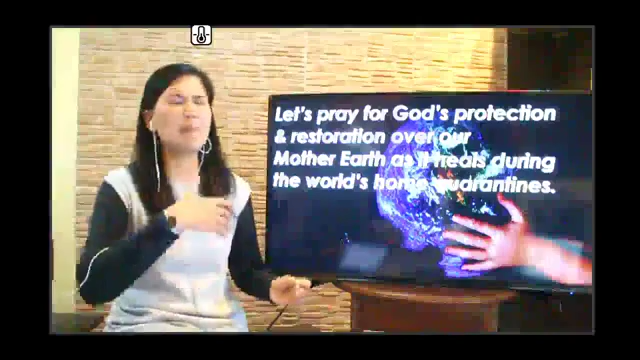 Let's pray for God's protection
& restoration over our
Mother Earth as it heals during
the world's home quarantines.